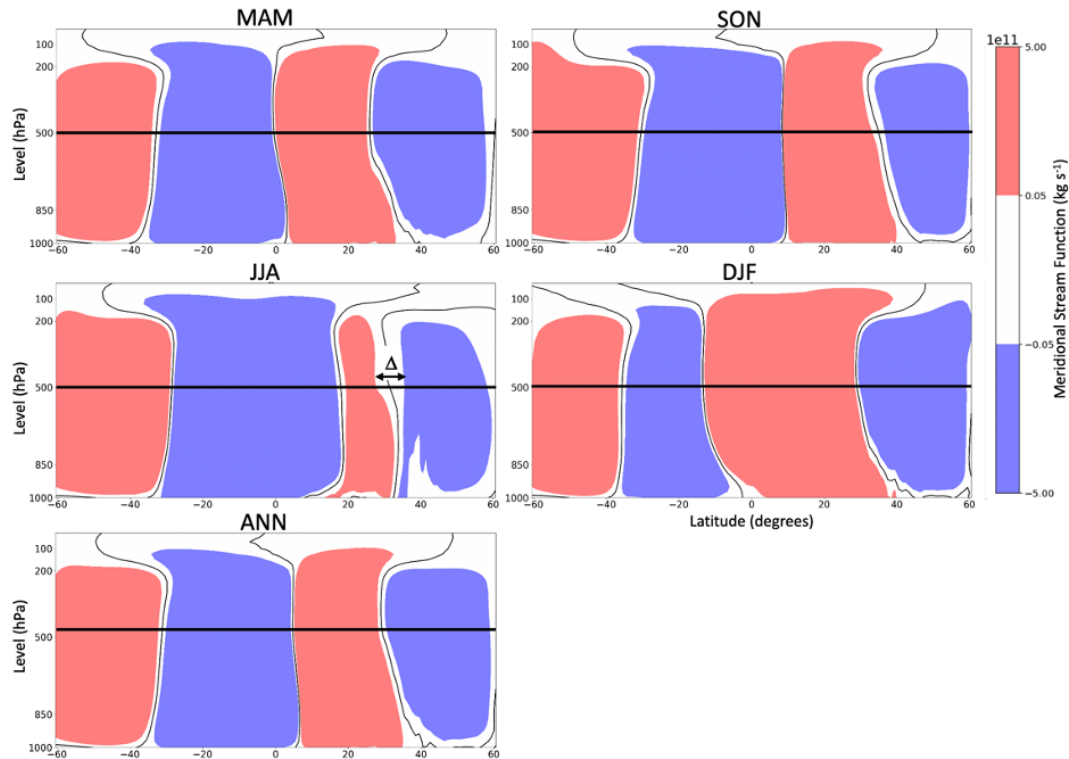 MAM
SON
Level (hPa)
100
200
500
850
1000
−60 −40 −20 0 20 40 60
100
200
500
850
1000
−60 −40 −20 0 20 40 60
1e11
5.00
0.05
−0.05
−5.00
Meridional Stream Function (kg s⁻¹)
JJA
DJF
Level (hPa)
100
200
500
850
1000
Δ
−60 −40 −20 0 20 40 60
100
200
500
850
1000
−60 −40 −20 0 20 40 60
Latitude (degrees)
ANN
Level (hPa)
100
200
500
850
1000
−60 −40 −20 0 20 40 60